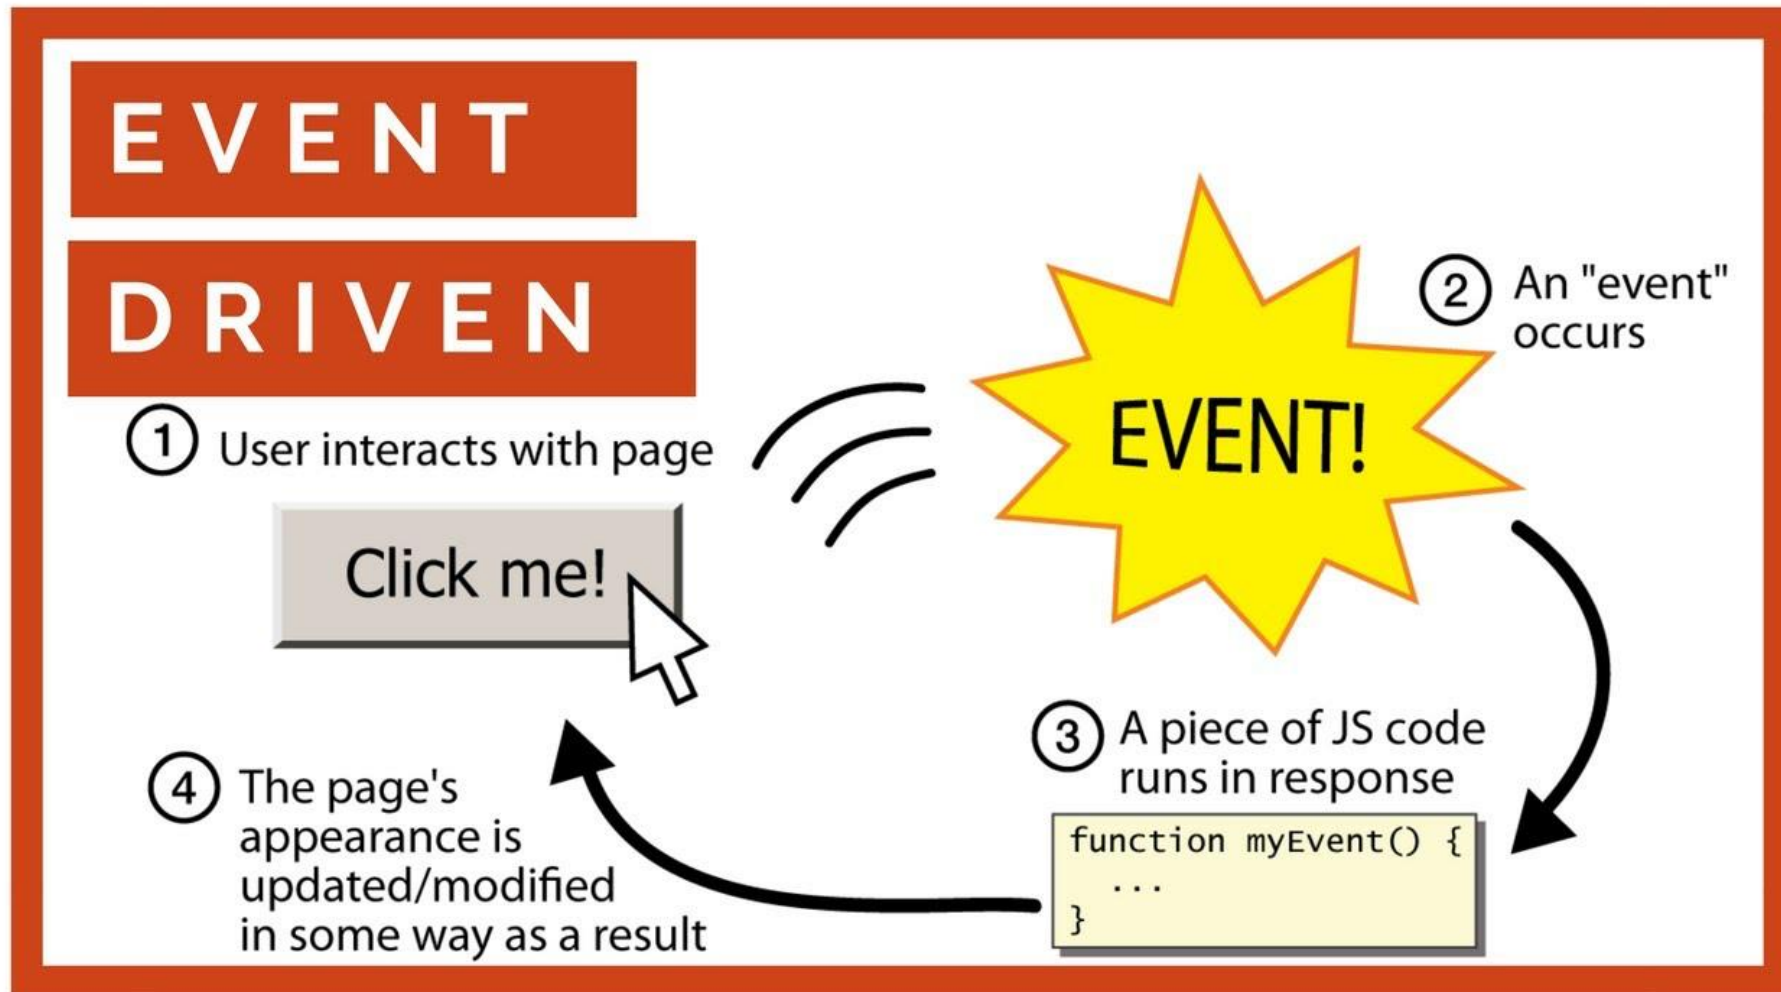 EVENT
DRIVEN
1 User interacts with page
Click me!
EVENT!
2 An "event"
occurs
3 A piece of JS code
runs in response
function myEvent() {
...
}
4 The page's
appearance is
updated/modified
in some way as a result